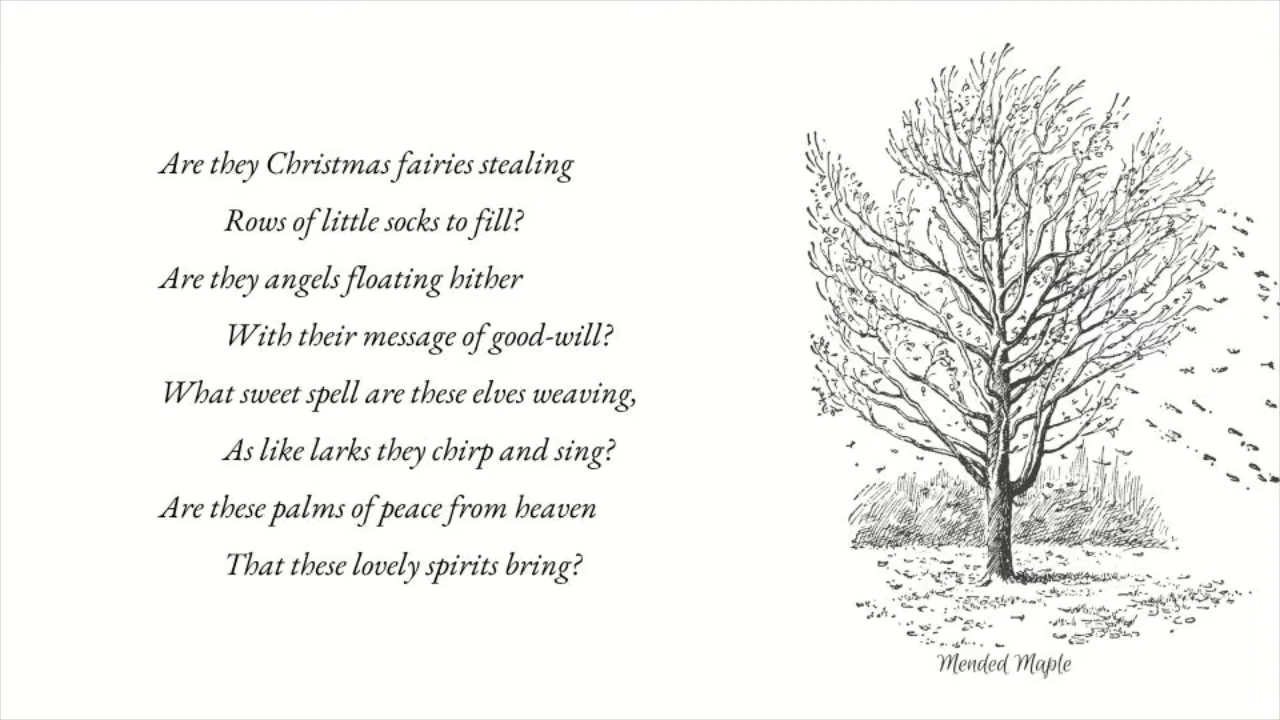 Are they Christmas fairies stealing
Rows of little socks to fill?
Are they angels floating hither
With their message of good-will?
What sweet spell are these elves weaving,
As like larks they chirp and sing?
Are these palms of peace from heaven
That these lovely spirits bring?
Mended Maple